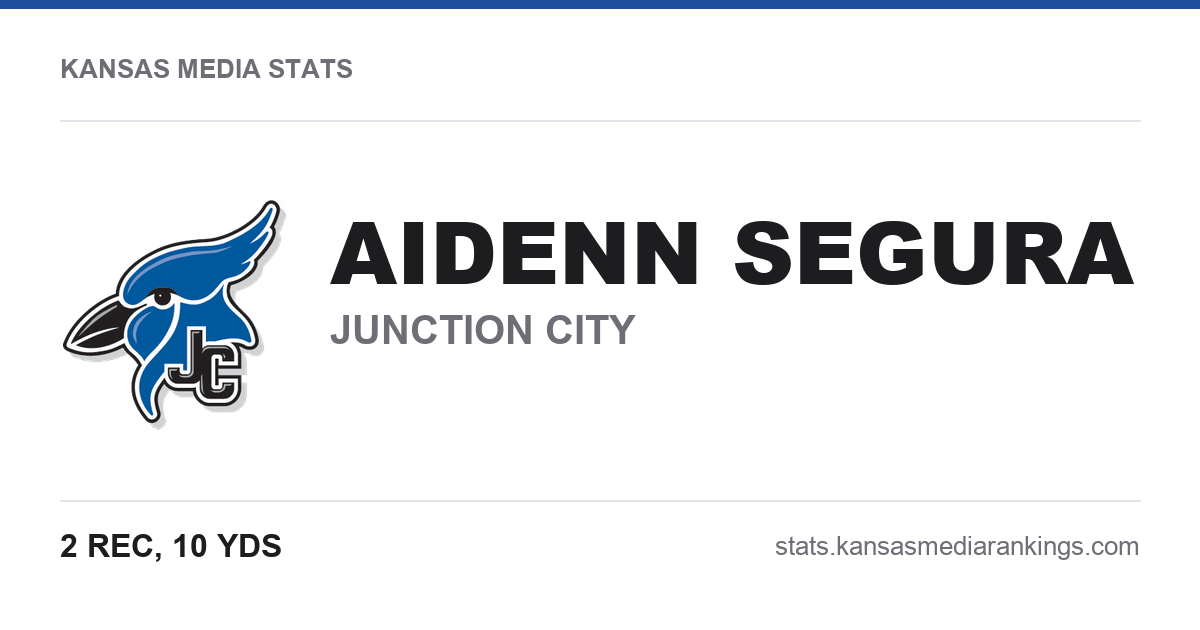 KANSAS MEDIA STATS
AIDENN SEGURA
JUNCTION CITY
JC
2 REC, 10 YDS
stats.kansasmediarankings.com